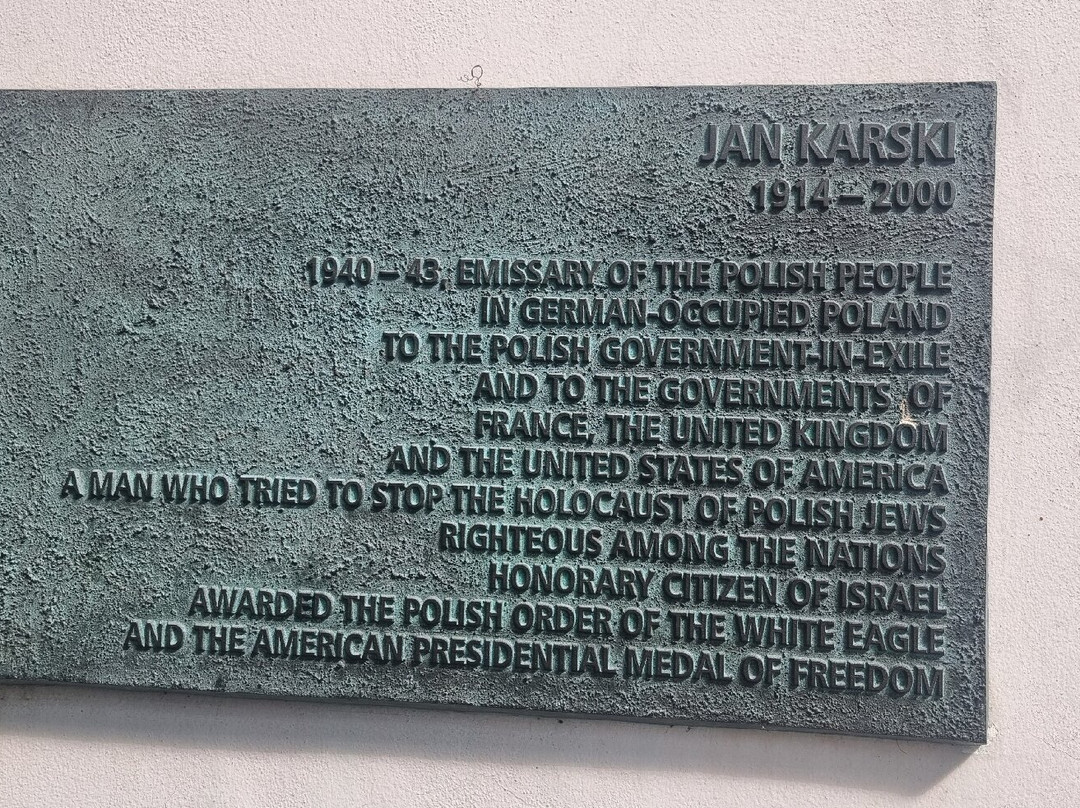 JAN KARSKI
1914 – 2000
1940 – 43, EMISSARY OF THE POLISH PEOPLE
IN GERMAN-OCCUPIED POLAND
TO THE POLISH GOVERNMENT-IN-EXILE
AND TO THE GOVERNMENTS OF
FRANCE, THE UNITED KINGDOM
AND THE UNITED STATES OF AMERICA
A MAN WHO TRIED TO STOP THE HOLOCAUST OF POLISH JEWS
RIGHTEOUS AMONG THE NATIONS
HONORARY CITIZEN OF ISRAEL
AWARDED THE POLISH ORDER OF THE WHITE EAGLE
AND THE AMERICAN PRESIDENTIAL MEDAL OF FREEDOM